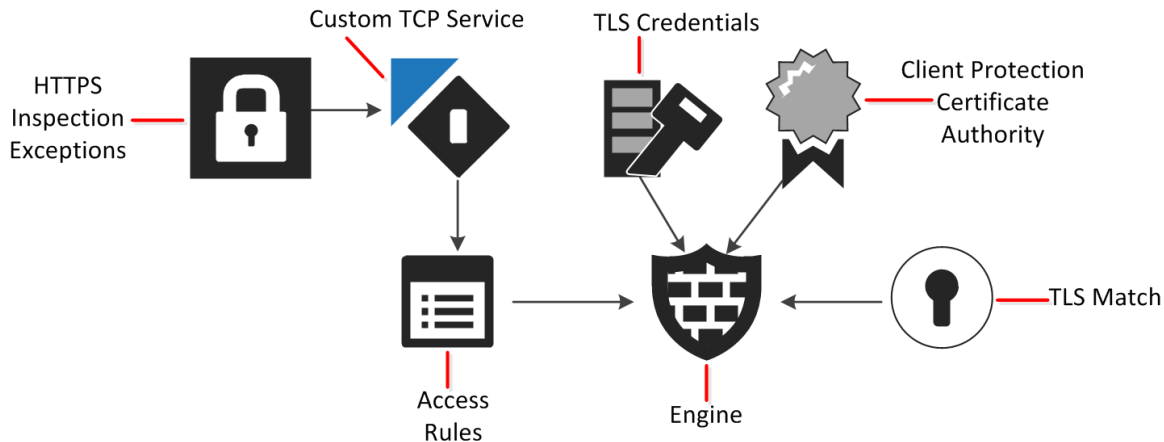 Custom TCP Service
TLS Credentials
HTTPS
Inspection
Exceptions
Client Protection
Certificate
Authority
TLS Match
Access
Rules
Engine